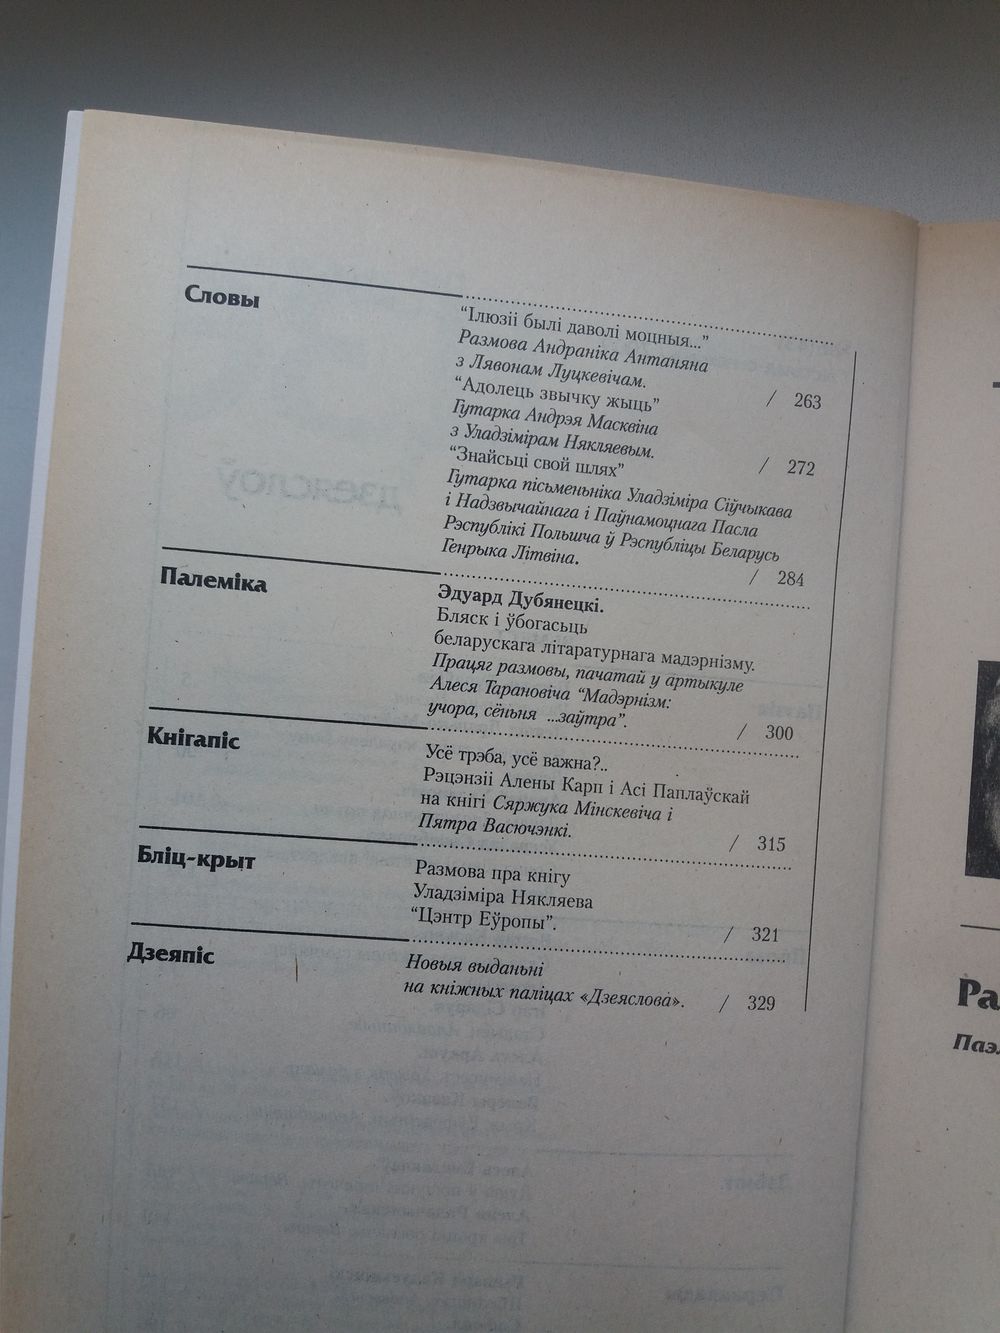 Словы
“Ілюзіі былі даволі моцныя...”
Размова Андраніка Антаняна
з Лявонам Луцкевічам. / 263
“Адолець звычку жыць”
Гутарка Андрэя Масквіна
з Уладзімірам Някляевым. / 272
“Знайсьці свой шлях”
Гутарка пісьменьніка Уладзіміра Сіўчыкава
і Надзвычайнага і Паўнамоцнага Пасла
Рэспублікі Польшча ў Рэспубліцы Беларусь
Генрыка Літвіна. / 284
Палеміка
Эдуард Дубянецкі.
Бляск і ўбогасьць
беларускага літаратурнага мадэрнізму.
Працяг размовы, пачатай у артыкуле
Алеся Тарановіча “Мадэрнізм:
учора, сёньня ...заўтра”. / 300
Кнігапіс
Усё трэба, усё важна?..
Рэцэнзіі Алены Карп і Асі Паплаўскай
на кнігі Сяржука Мінскевіча і
Пятра Васючэнкі. / 315
Бліц-крыт
Размова пра кнігу
Уладзіміра Някляева
“Цэнтр Еўропы”. / 321
Дзеяпіс
Новыя выданьні
на кніжных паліцах «Дзеяслова». / 329
Ра
Паэ